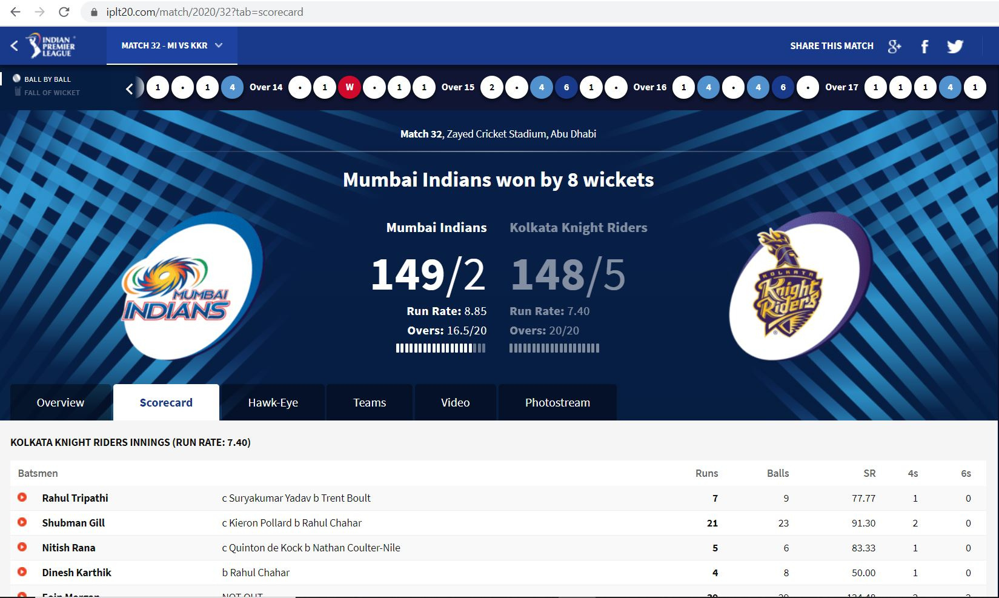 iplt20.com/match/2020/32?tab=scorecard
INDIAN PREMIER LEAGUE
MATCH 32 - MI VS KKR
SHARE THIS MATCH
BALL BY BALL
FALL OF WICKET
1 • 1 4 Over 14 • 1 W • 1 1 Over 15 2 • 4 6 1 • Over 16 1 4 • 4 6 • Over 17 1 1 1 4 1
Match 32, Zayed Cricket Stadium, Abu Dhabi
Mumbai Indians won by 8 wickets
Mumbai Indians Kolkata Knight Riders
149/2 148/5
Run Rate: 8.85 Run Rate: 7.40
Overs: 16.5/20 Overs: 20/20
MUMBAI
INDIANS
KOLKATA
Knight
Riders
Overview Scorecard Hawk-Eye Teams Video Photostream
KOLKATA KNIGHT RIDERS INNINGS (RUN RATE: 7.40)
Batsmen Runs Balls SR 4s 6s
Rahul Tripathi c Suryakumar Yadav b Trent Boult 7 9 77.77 1 0
Shubman Gill c Kieron Pollard b Rahul Chahar 21 23 91.30 2 0
Nitish Rana c Quinton de Kock b Nathan Coulter-Nile 5 6 83.33 1 0
Dinesh Karthik b Rahul Chahar 4 8 50.00 1 0
Eoin Morgan NOT OUT